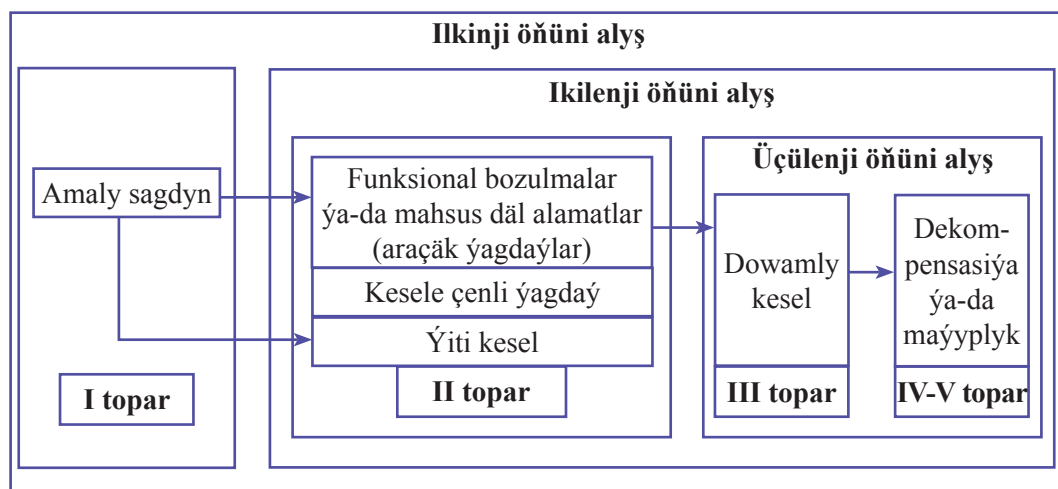 Ilkinji öňüni alyş
Ikilenji öňüni alyş
Üçülenji öňüni alyş
Amaly sagdyn
I topar
Funksional bozulmalar
ýa-da mahsus däl alamatlar
(araçäk ýagdaýlar)
Kesele çenli ýagdaý
Ýiti kesel
II topar
Dowamly
kesel
III topar
Dekom-
pensasiýa
ýa-da
maýyplyk
IV-V topar